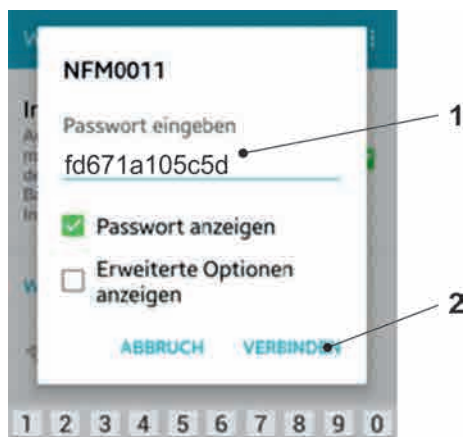 NFM0011
Passwort eingeben
1
fd671a105c5d
Passwort anzeigen
Erweiterte Optionen
anzeigen
2
ABBRUCH VERBINDEN
1 2 3 4 5 6 7 8 9 0